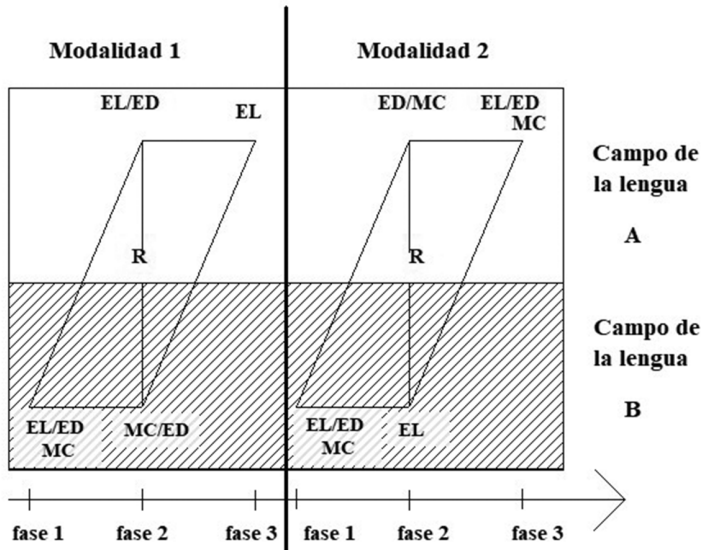 Modalidad 1
Modalidad 2
EL/ED
EL
ED/MC
EL/ED
MC
Campo de
la lengua
A
R
R
Campo de
la lengua
B
EL/ED
MC
MC/ED
EL/ED
MC
EL
fase 1
fase 2
fase 3
fase 1
fase 2
fase 3